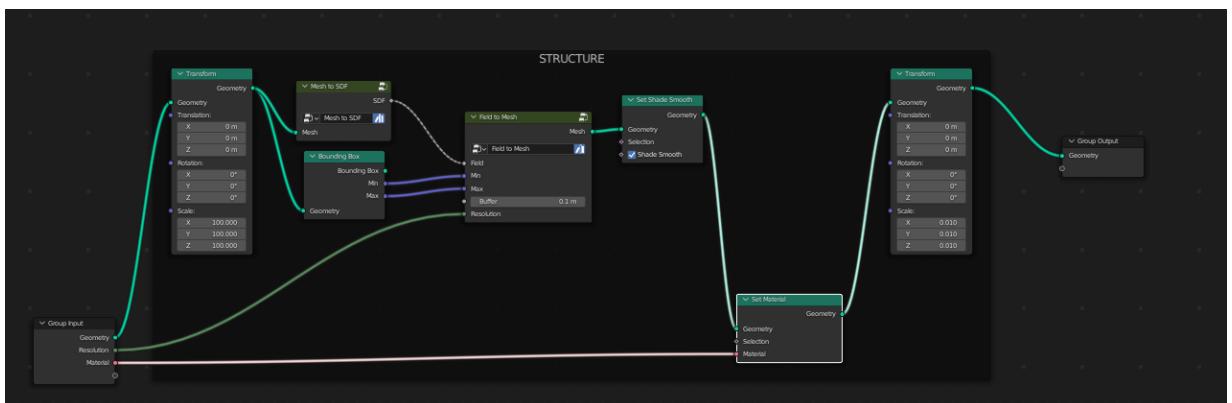 STRUCTURE
Transform
Geometry
Geometry
Translation:
X 0 m
Y 0 m
Z 0 m
Rotation:
X 0°
Y 0°
Z 0°
Scale:
X 100.000
Y 100.000
Z 100.000
Mesh to SDF
SDF
Mesh to SDF
Mesh
Bounding Box
Bounding Box
Min
Max
Geometry
Field to Mesh
Mesh
Field to Mesh
Field
Min
Max
Buffer 0.1 m
Resolution
Set Shade Smooth
Geometry
Geometry
Selection
Shade Smooth
Set Material
Geometry
Geometry
Selection
Material
Transform
Geometry
Geometry
Translation:
X 0 m
Y 0 m
Z 0 m
Rotation:
X 0°
Y 0°
Z 0°
Scale:
X 0.010
Y 0.010
Z 0.010
Group Output
Geometry
Group Input
Geometry
Resolution
Material